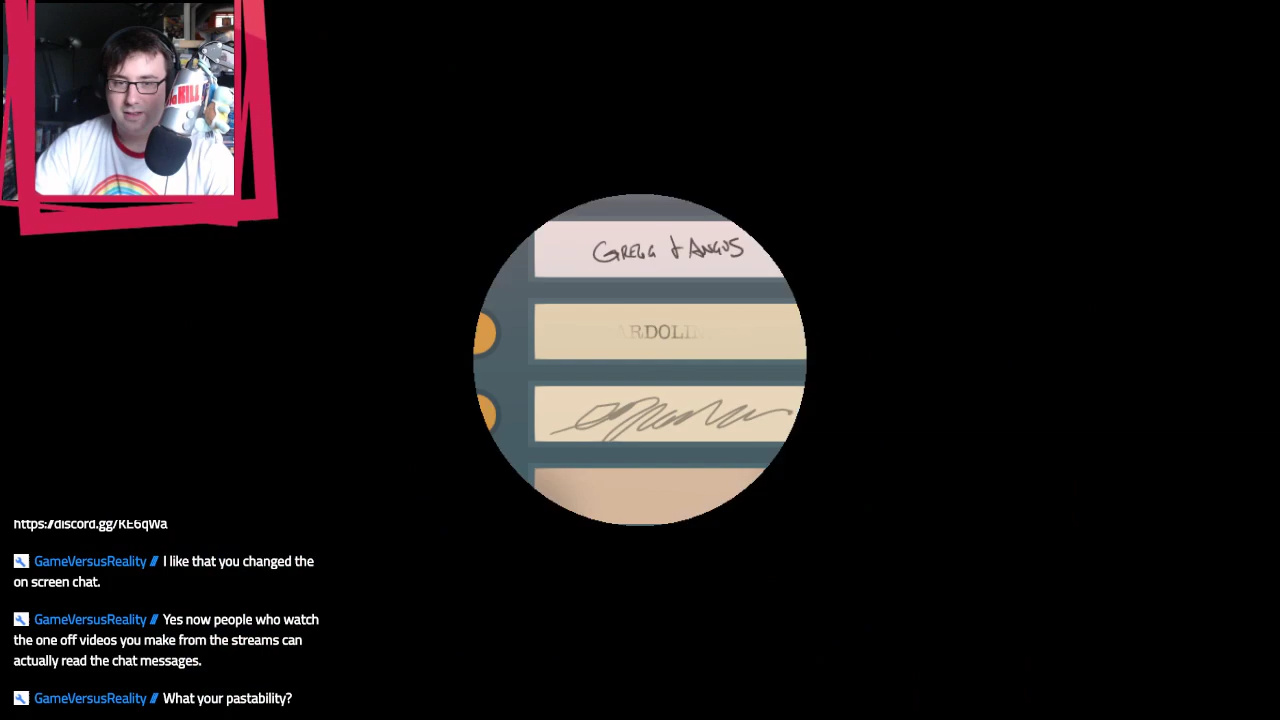 KILL
GREGG + ANGUS
ARDOLI
https://discord.gg/KE6qWa
GameVersusReality // I like that you changed the
on screen chat.
GameVersusReality // Yes now people who watch
the one off videos you make from the streams can
actually read the chat messages.
GameVersusReality // What your pastability?